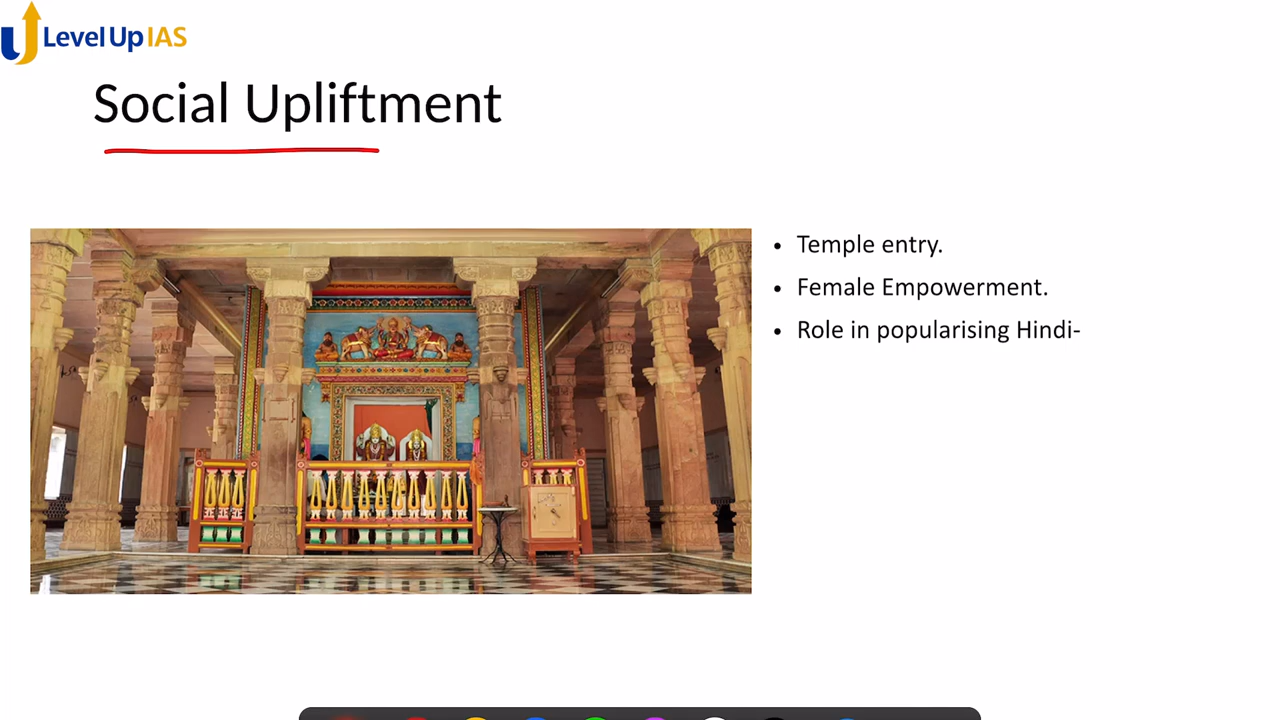 Level Up IAS
Social Upliftment
• Temple entry.
• Female Empowerment.
• Role in popularising Hindi-